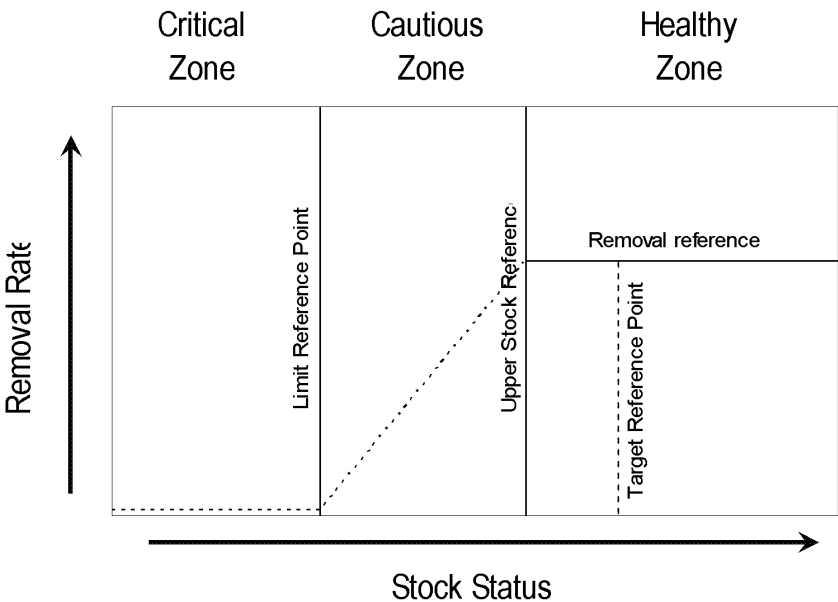 Critical
Zone
Cautious
Zone
Healthy
Zone
Removal Rate
Limit Reference Point
Upper Stock Referenc
Removal reference
Target Reference Point
Stock Status